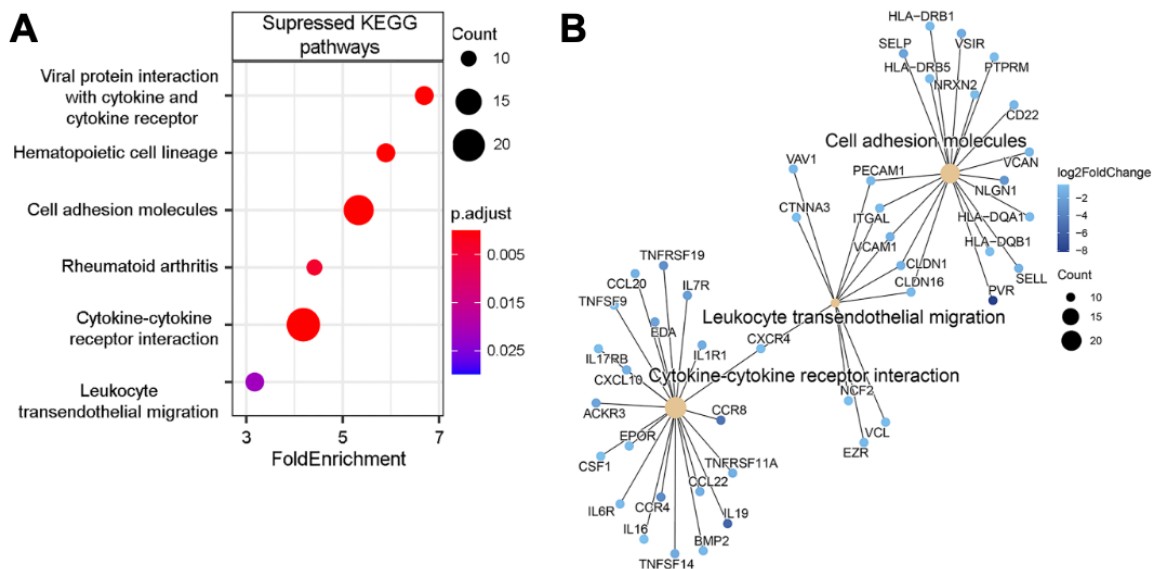 A
Supressed KEGG
pathways
Viral protein interaction
with cytokine and
cytokine receptor
Hematopoietic cell lineage
Cell adhesion molecules
Rheumatoid arthritis
Cytokine-cytokine
receptor interaction
Leukocyte
transendothelial migration
3
5
7
FoldEnrichment
Count
10
15
20
p.adjust
0.005
0.015
0.025
B
HLA−DRB1
SELP
VSIR
HLA−DRB5
PTPRM
NRXN2
CD22
Cell adhesion molecules
VAV1
PECAM1
VCAN
NLGN1
CTNNA3
ITGAL
HLA−DQA1
VCAM1
HLA−DQB1
CLDN1
SELL
CLDN16
PVR
TNFRSF19
CCL20
IL7R
TNFSF9
Leukocyte transendothelial migration
EDA
CXCR4
IL17RB
IL1R1
CXCL10
Cytokine−cytokine receptor interaction
NCF2
ACKR3
CCR8
VCL
EPOR
EZR
CSF1
TNFRSF11A
CCL22
IL6R
CCR4
IL19
IL16
BMP2
TNFSF14
log2FoldChange
−2
−4
−6
−8
Count
10
15
20